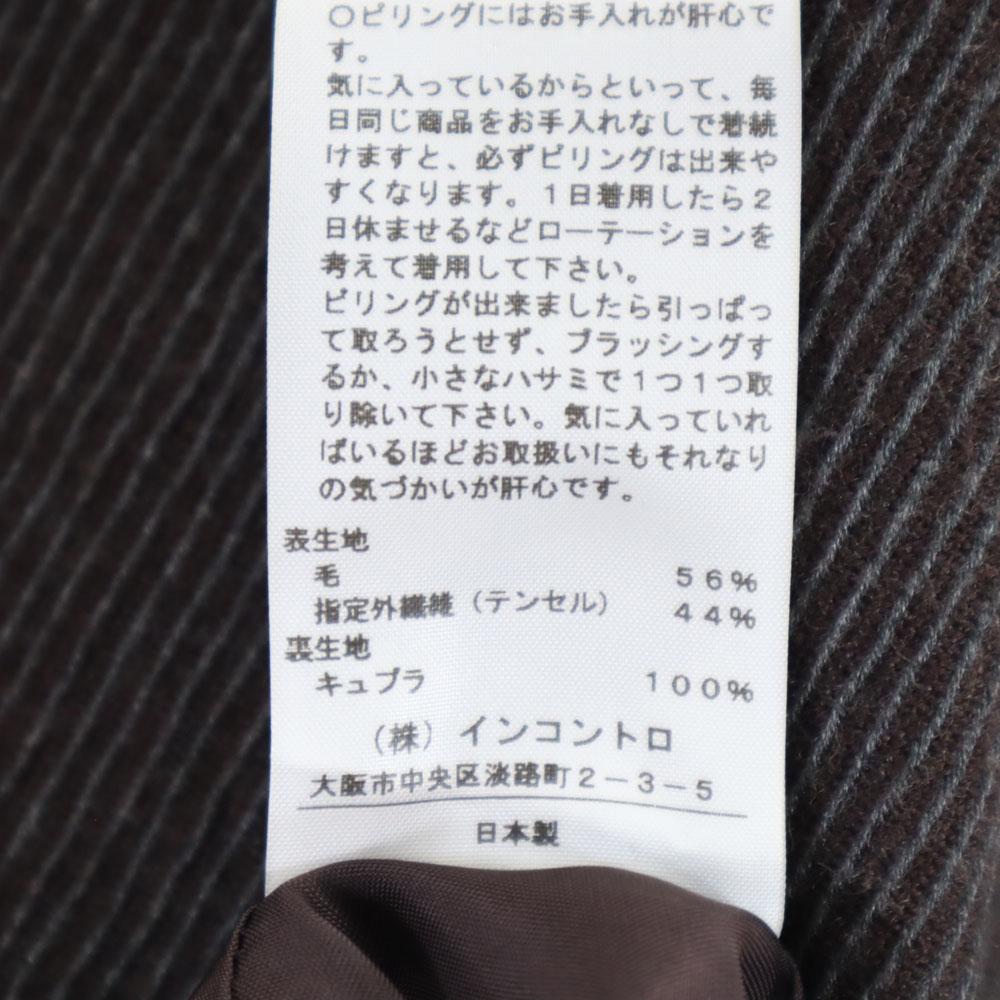 ○ピリングにはお手入れが肝心で
す。
気に入っているからといって、毎
日同じ商品をお手入れなしで着続
けますと、必ずピリングは出来や
すくなります。1日着用したら2
日休ませるなどローテーションを
考えて着用して下さい。
ピリングが出来ましたら引っぱっ
て取ろうとせず、ブラッシングす
るか、小さなハサミで1つ1つ取
り除いて下さい。気に入っていれ
ばいるほどお取扱いにもそれなり
の気づかいが肝心です。
表生地
毛 56%
指定外繊維(テンセル) 44%
裏生地
キュプラ 100%
(株)インコントロ
大阪市中央区淡路町2-3-5
日本製